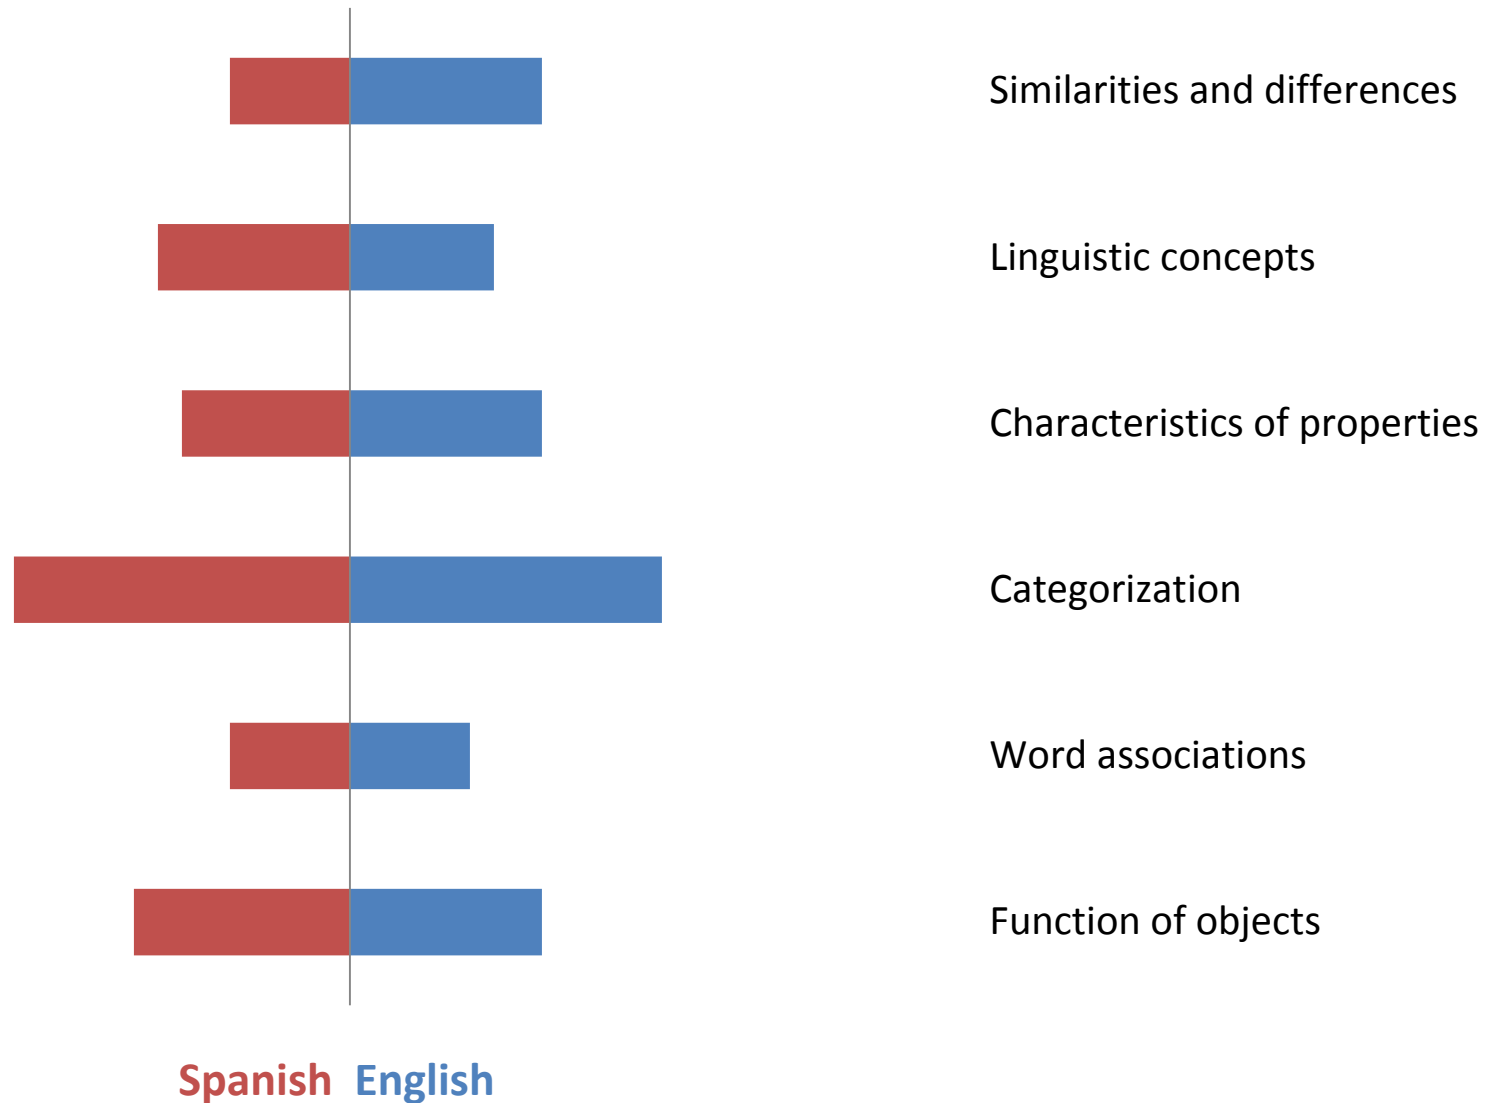 Similarities and differences
Linguistic concepts
Characteristics of properties
Categorization
Word associations
Function of objects
Spanish English